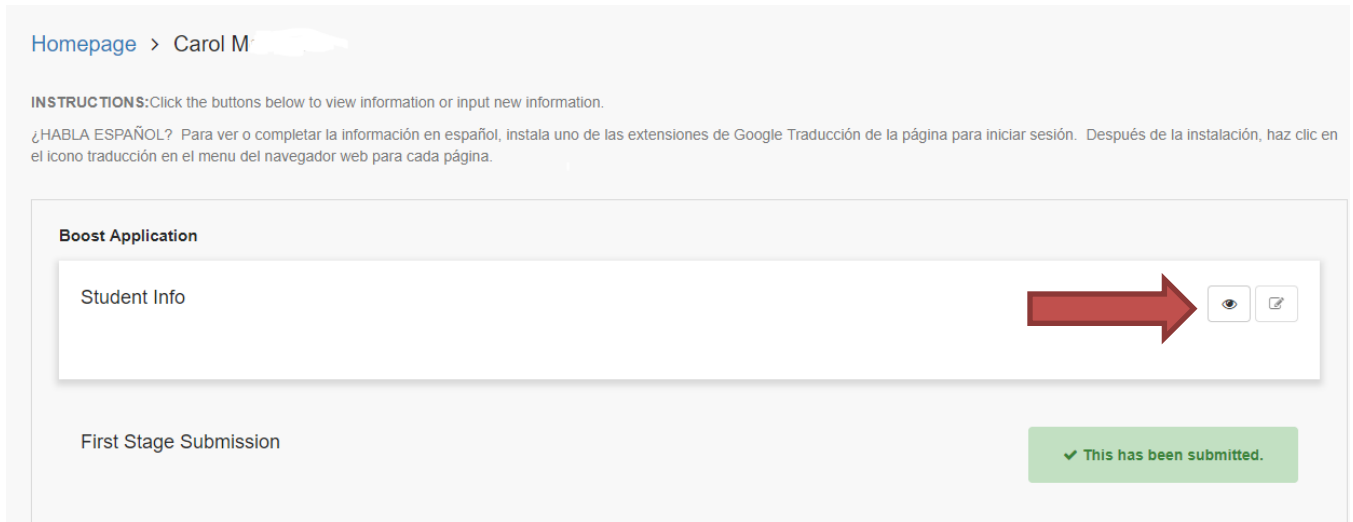 Homepage > Carol M
INSTRUCTIONS:Click the buttons below to view information or input new information.
¿HABLA ESPAÑOL? Para ver o completar la información en español, instala uno de las extensiones de Google Traducción de la página para iniciar sesión. Después de la instalación, haz clic en
el icono traducción en el menu del navegador web para cada página.
Boost Application
Student Info
First Stage Submission
✔ This has been submitted.